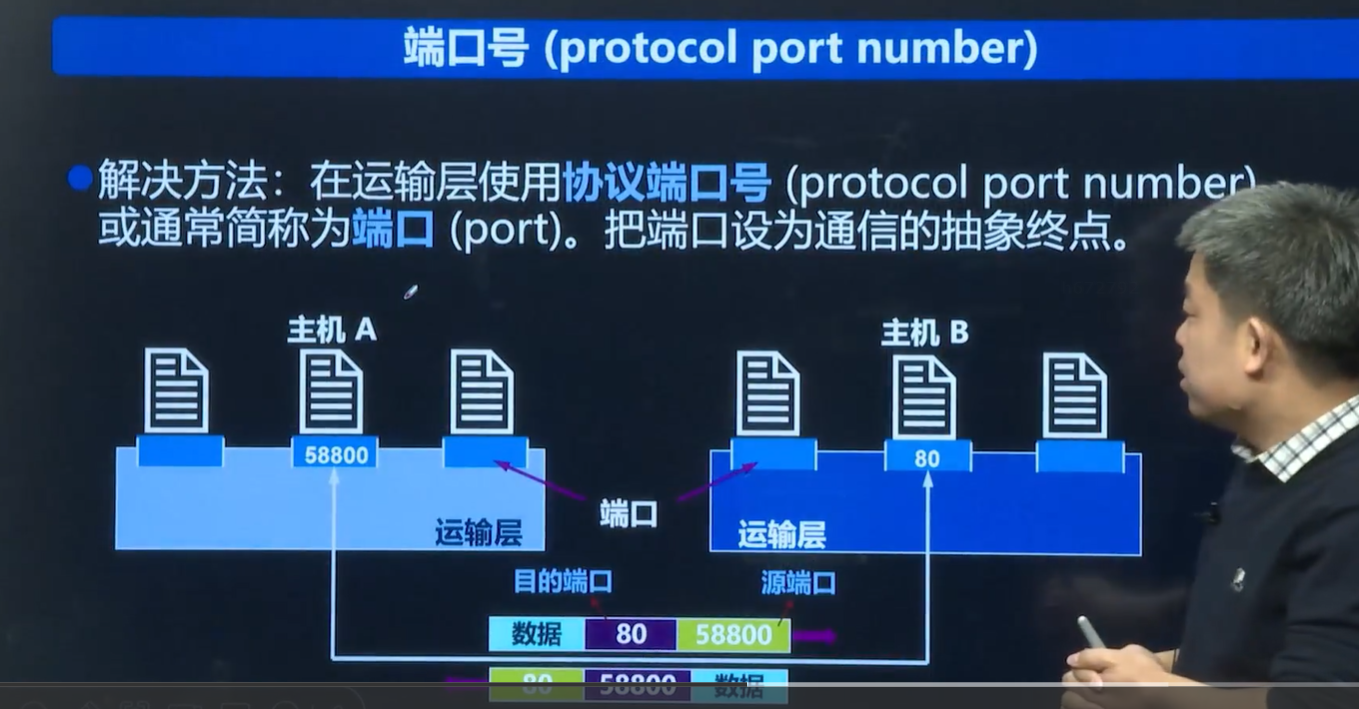 端口号 (protocol port number)
解决方法：在运输层使用协议端口号 (protocol port number)
或通常简称为端口 (port)。把端口设为通信的抽象终点。
主机 A
主机 B
58800
80
端口
运输层
运输层
目的端口
源端口
数据 80 58800
80 58800 数据